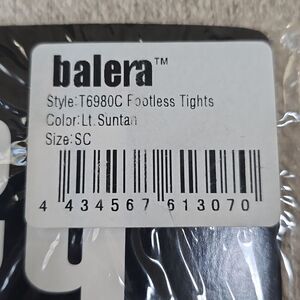 balera™
Style:T6980C Footless Tights
Color:Lt. Suntan
Size:SC
4 434567 613070